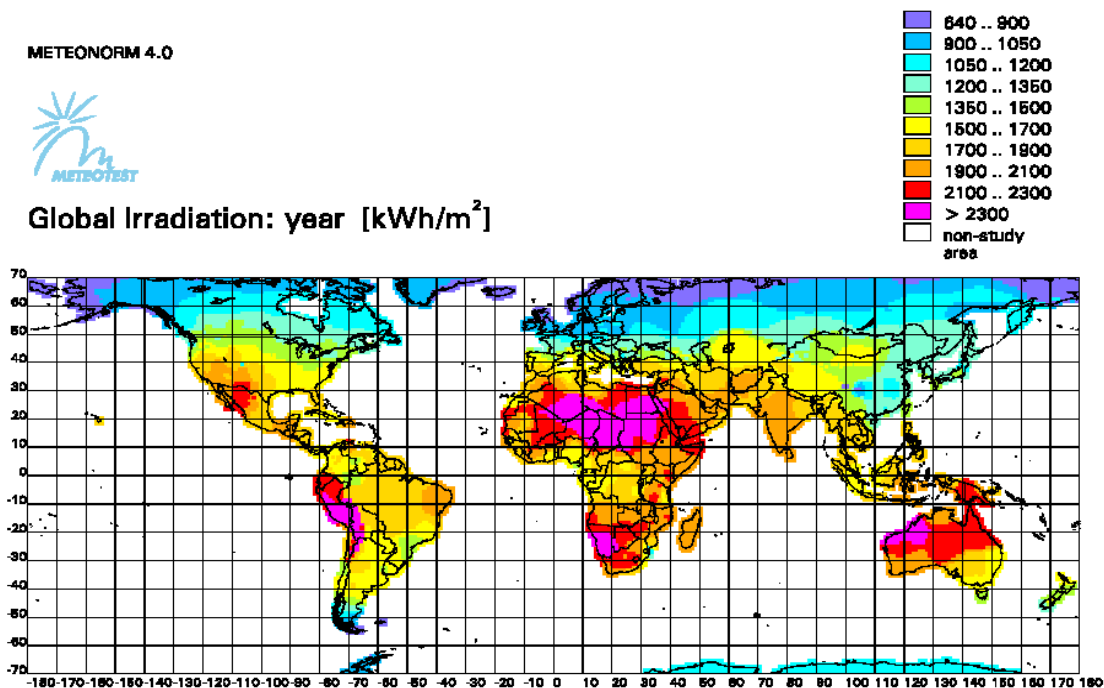 640 .. 900
METEONORM 4.0
900 .. 1050
1050 .. 1200
1200 .. 1350
1350 .. 1500
1500 .. 1700
1700 .. 1900
METEOTEST
1900 .. 2100
2100 .. 2300
Global Irradiation: year [kWh/m²]
> 2300
non-study
area
70
60
50
40
30
20
10
0
-10
-20
-30
-40
-50
-60
-70
-180 -170 -160 -150 -140 -130 -120 -110 -100 -90 -80 -70 -60 -50 -40 -30 -20 -10 0 10 20 30 40 50 60 70 80 90 100 110 120 130 140 150 160 170 180